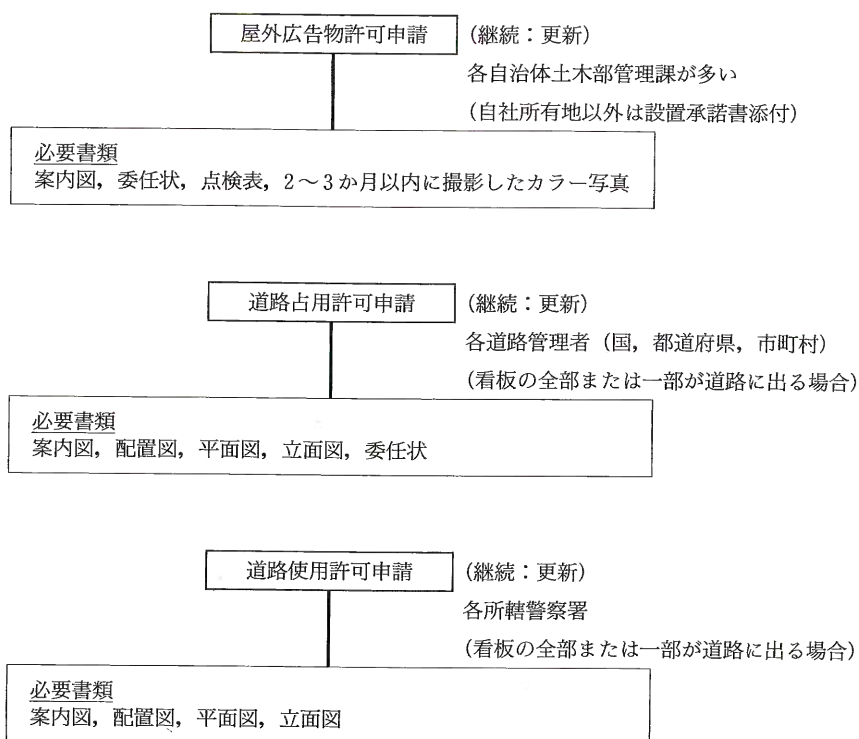 屋外広告物許可申請
(継続：更新)
各自治体土木部管理課が多い
(自社所有地以外は設置承諾書添付)
必要書類
案内図，委任状，点検表，2～3か月以内に撮影したカラー写真
道路占用許可申請
(継続：更新)
各道路管理者（国，都道府県，市町村）
(看板の全部または一部が道路に出る場合)
必要書類
案内図，配置図，平面図，立面図，委任状
道路使用許可申請
(継続：更新)
各所轄警察署
(看板の全部または一部が道路に出る場合)
必要書類
案内図，配置図，平面図，立面図